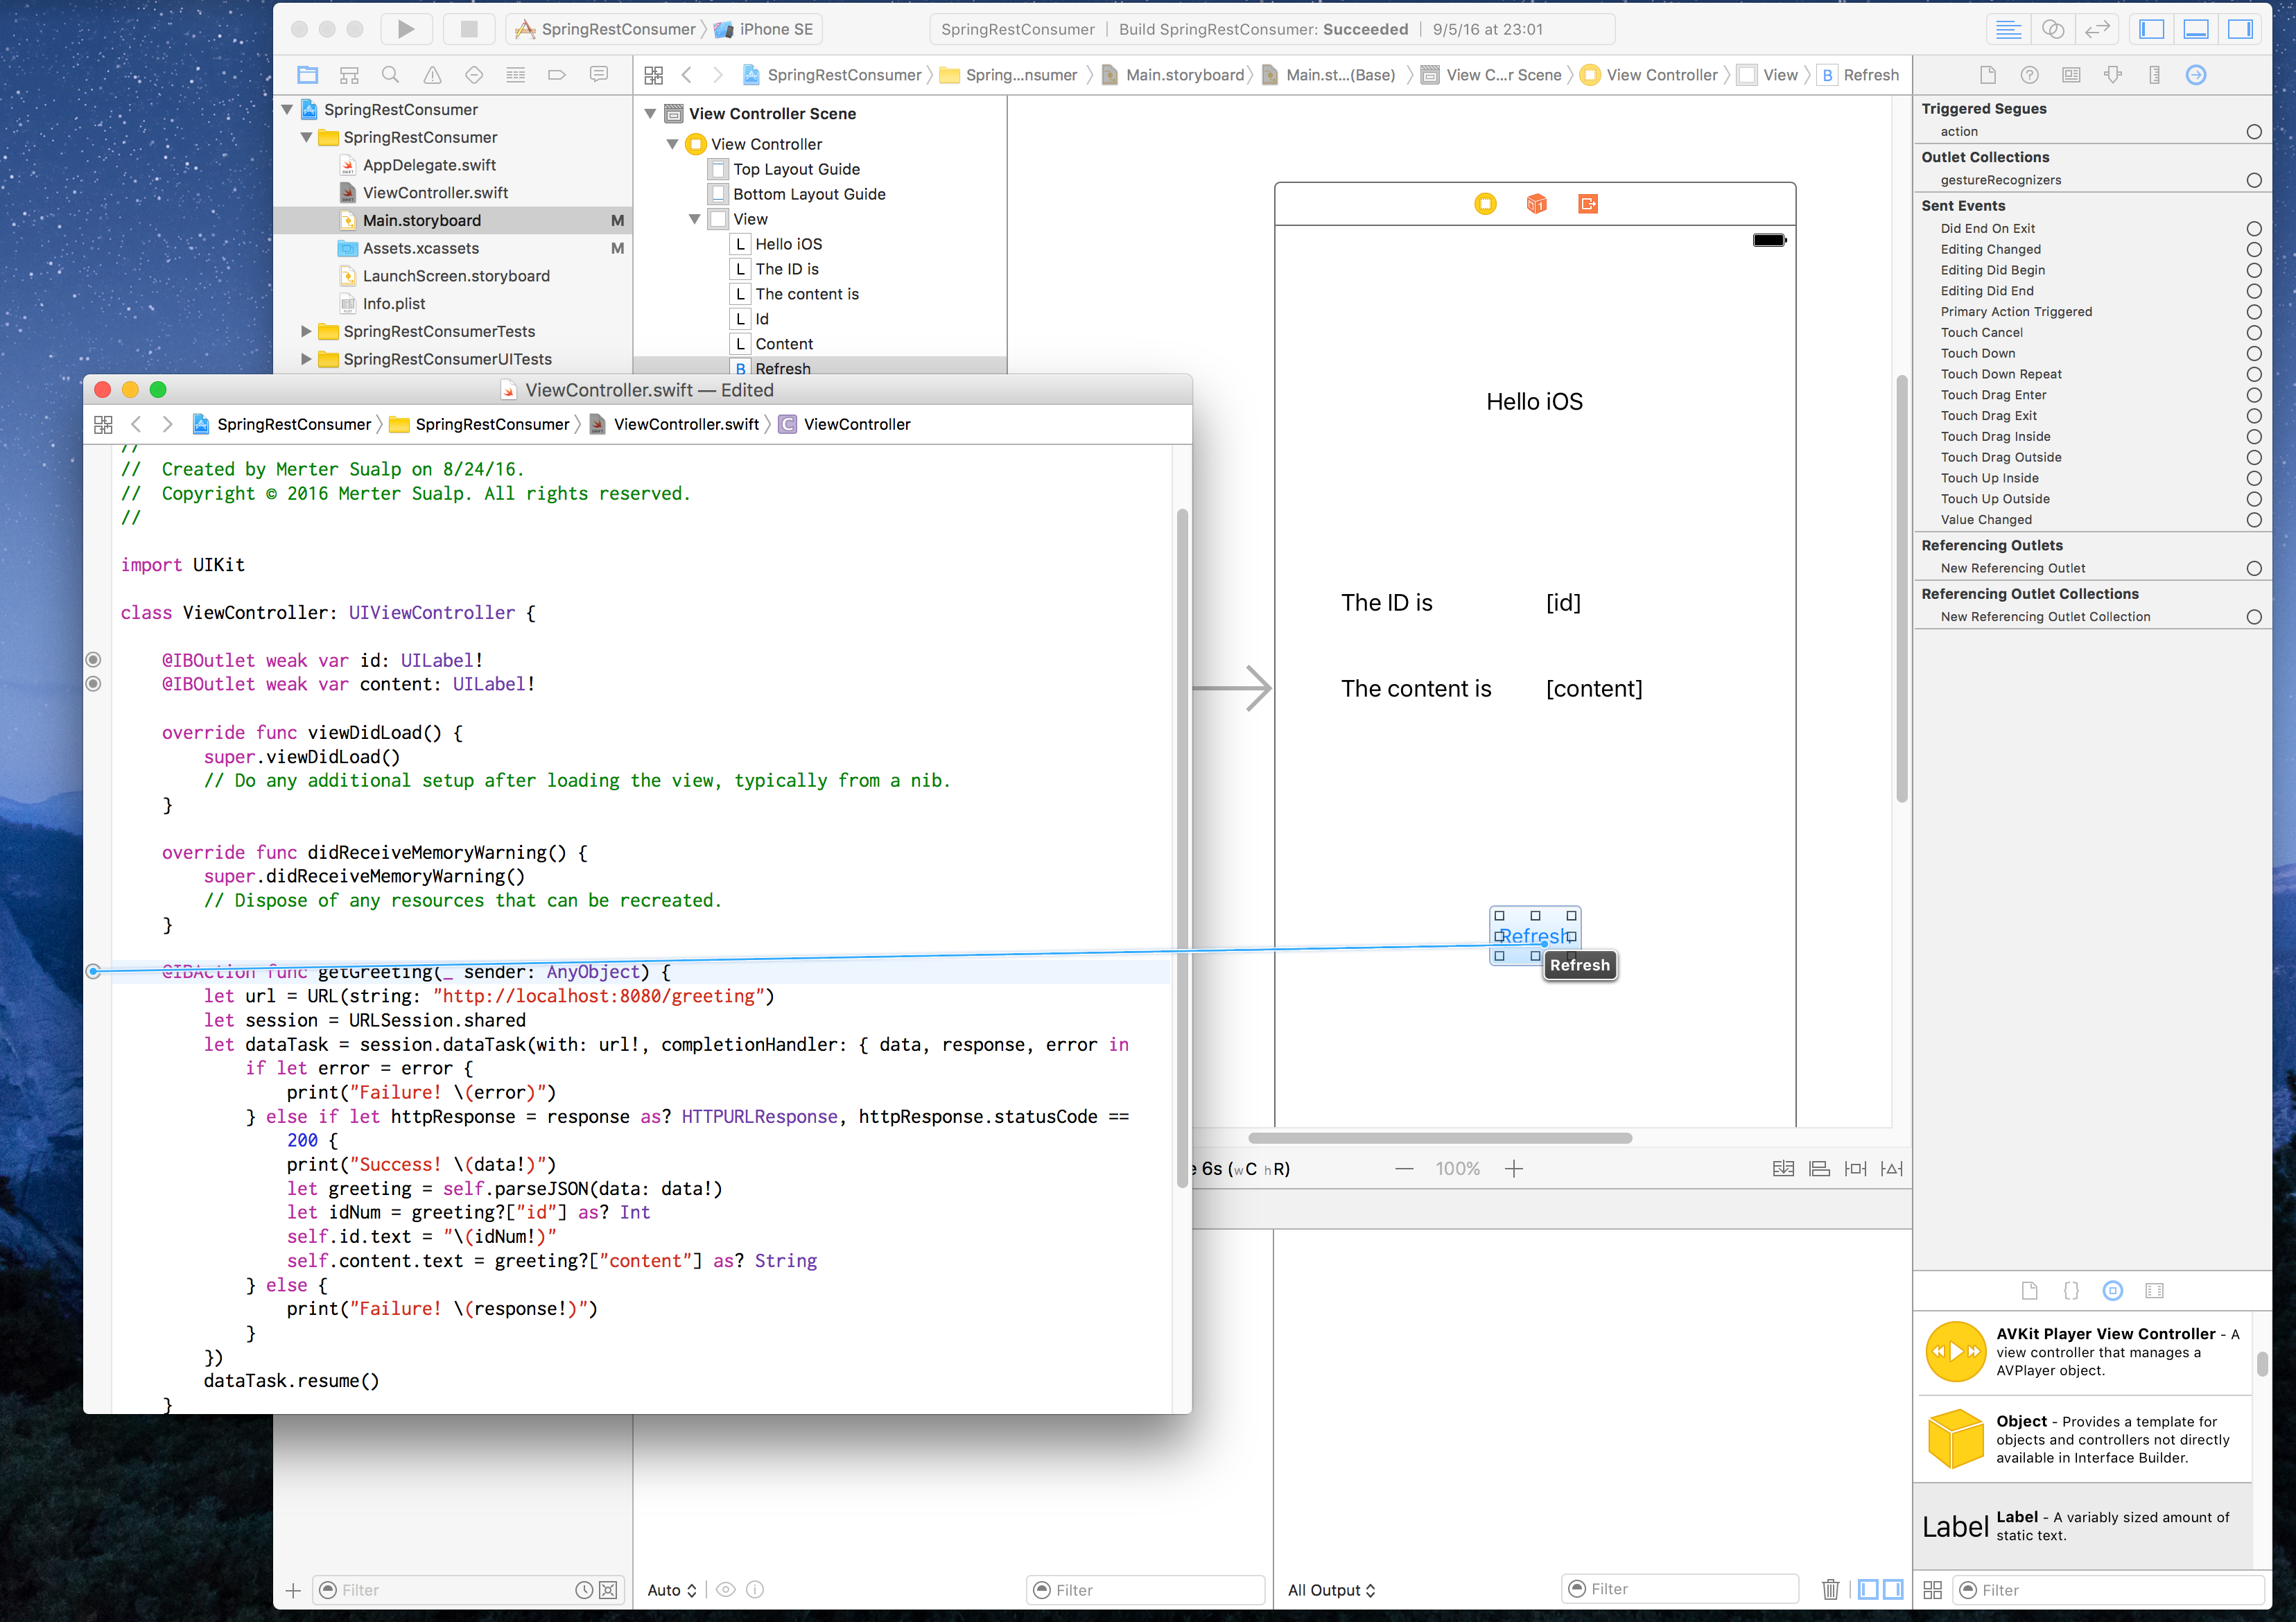 SpringRestConsumer
iPhone SE
SpringRestConsumer | Build SpringRestConsumer: Succeeded | 9/5/16 at 23:01
SpringRestConsumer
Spring...nsumer
Main.storyboard
Main.st...(Base)
View C...r Scene
View Controller
View
B Refresh
SpringRestConsumer
SpringRestConsumer
AppDelegate.swift
ViewController.swift
Main.storyboard M
Assets.xcassets M
LaunchScreen.storyboard
Info.plist
SpringRestConsumerTests
SpringRestConsumerUITests
View Controller Scene
View Controller
Top Layout Guide
Bottom Layout Guide
View
L Hello iOS
L The ID is
L The content is
L Id
L Content
B Refresh
ViewController.swift — Edited
SpringRestConsumer
SpringRestConsumer
ViewController.swift
C ViewController
//
// Created by Merter Sualp on 8/24/16.
// Copyright © 2016 Merter Sualp. All rights reserved.
//
import UIKit
class ViewController: UIViewController {
@IBOutlet weak var id: UILabel!
@IBOutlet weak var content: UILabel!
override func viewDidLoad() {
super.viewDidLoad()
// Do any additional setup after loading the view, typically from a nib.
}
override func didReceiveMemoryWarning() {
super.didReceiveMemoryWarning()
// Dispose of any resources that can be recreated.
}
@IBAction func getGreeting(_ sender: AnyObject) {
let url = URL(string: "http://localhost:8080/greeting")
let session = URLSession.shared
let dataTask = session.dataTask(with: url!, completionHandler: { data, response, error in
if let error = error {
print("Failure! \(error)")
} else if let httpResponse = response as? HTTPURLResponse, httpResponse.statusCode ==
200 {
print("Success! \(data!)")
let greeting = self.parseJSON(data: data!)
let idNum = greeting?["id"] as? Int
self.id.text = "\(idNum!)"
self.content.text = greeting?["content"] as? String
} else {
print("Failure! \(response!)")
}
})
dataTask.resume()
}
Hello iOS
The ID is [id]
The content is [content]
Refresh
Refresh
e 6s (wC hR)
— 100% +
Triggered Segues
action
Outlet Collections
gestureRecognizers
Sent Events
Did End On Exit
Editing Changed
Editing Did Begin
Editing Did End
Primary Action Triggered
Touch Cancel
Touch Down
Touch Down Repeat
Touch Drag Enter
Touch Drag Exit
Touch Drag Inside
Touch Drag Outside
Touch Up Inside
Touch Up Outside
Value Changed
Referencing Outlets
New Referencing Outlet
Referencing Outlet Collections
New Referencing Outlet Collection
AVKit Player View Controller - A
view controller that manages a
AVPlayer object.
Object - Provides a template for
objects and controllers not directly
available in Interface Builder.
Label
Label - A variably sized amount of
static text.
Filter
Auto
Filter
All Output
Filter
Filter